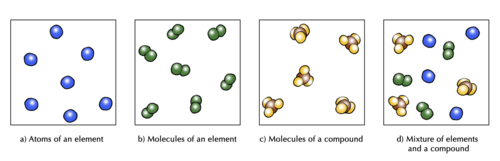 a) Atoms of an element
b) Molecules of an element
c) Molecules of a compound
d) Mixture of elements
and a compound